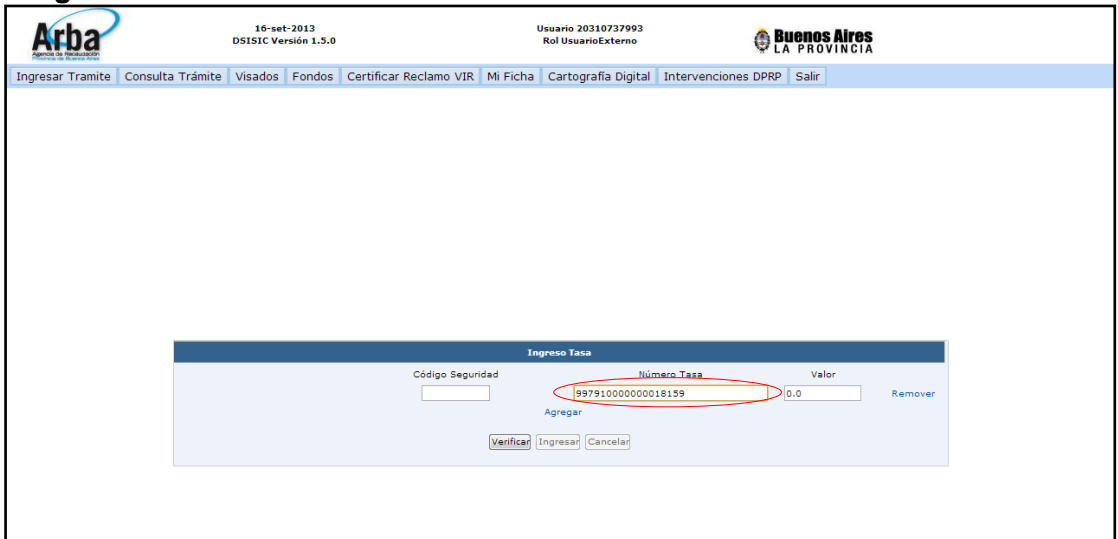 Arba
Agencia de Recaudación
Provincia de Buenos Aires
16-set-2013
DSISIC Versión 1.5.0
Usuario 20310737993
Rol UsuarioExterno
Buenos Aires
LA PROVINCIA
Ingresar Tramite Consulta Trámite Visados Fondos Certificar Reclamo VIR Mi Ficha Cartografía Digital Intervenciones DPRP Salir
Ingreso Tasa
Código Seguridad Número Tasa Valor
997910000000018159 0.0 Remover
Agregar
Verificar Ingresar Cancelar